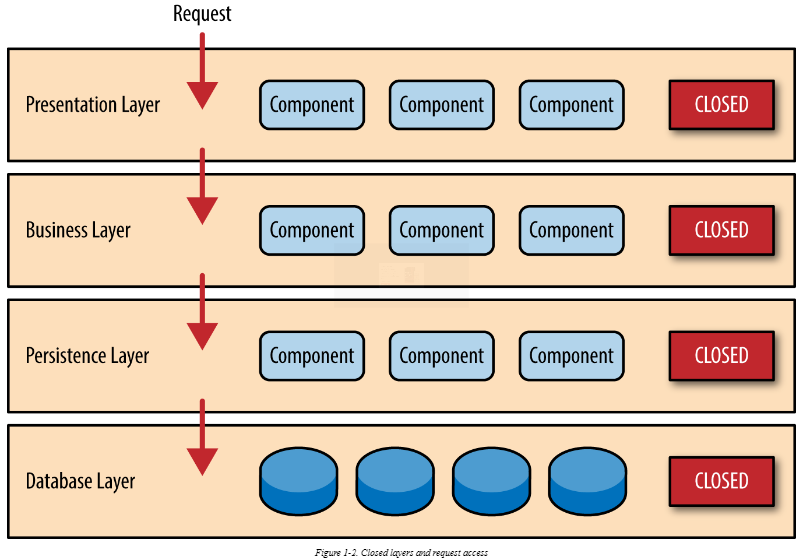 Request
Presentation Layer
Component
Component
Component
CLOSED
Business Layer
Component
Component
Component
CLOSED
Persistence Layer
Component
Component
Component
CLOSED
Database Layer
CLOSED
Figure 1-2. Closed layers and request access